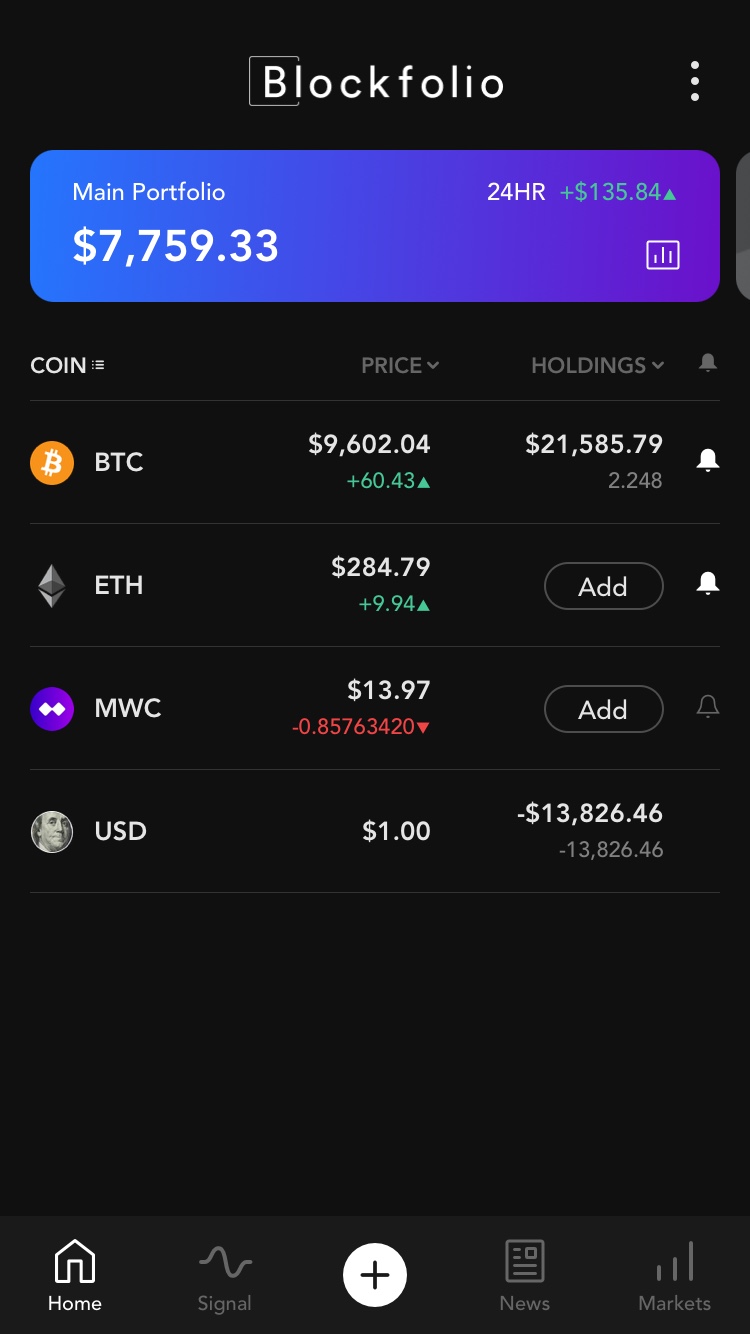 Blockfolio
Main Portfolio 24HR +$135.84▲
$7,759.33
COIN PRICE HOLDINGS
BTC $9,602.04 $21,585.79
+60.43▲ 2.248
ETH $284.79 Add
+9.94▲
MWC $13.97 Add
-0.85763420▼
USD $1.00 -$13,826.46
-13,826.46
Home Signal News Markets